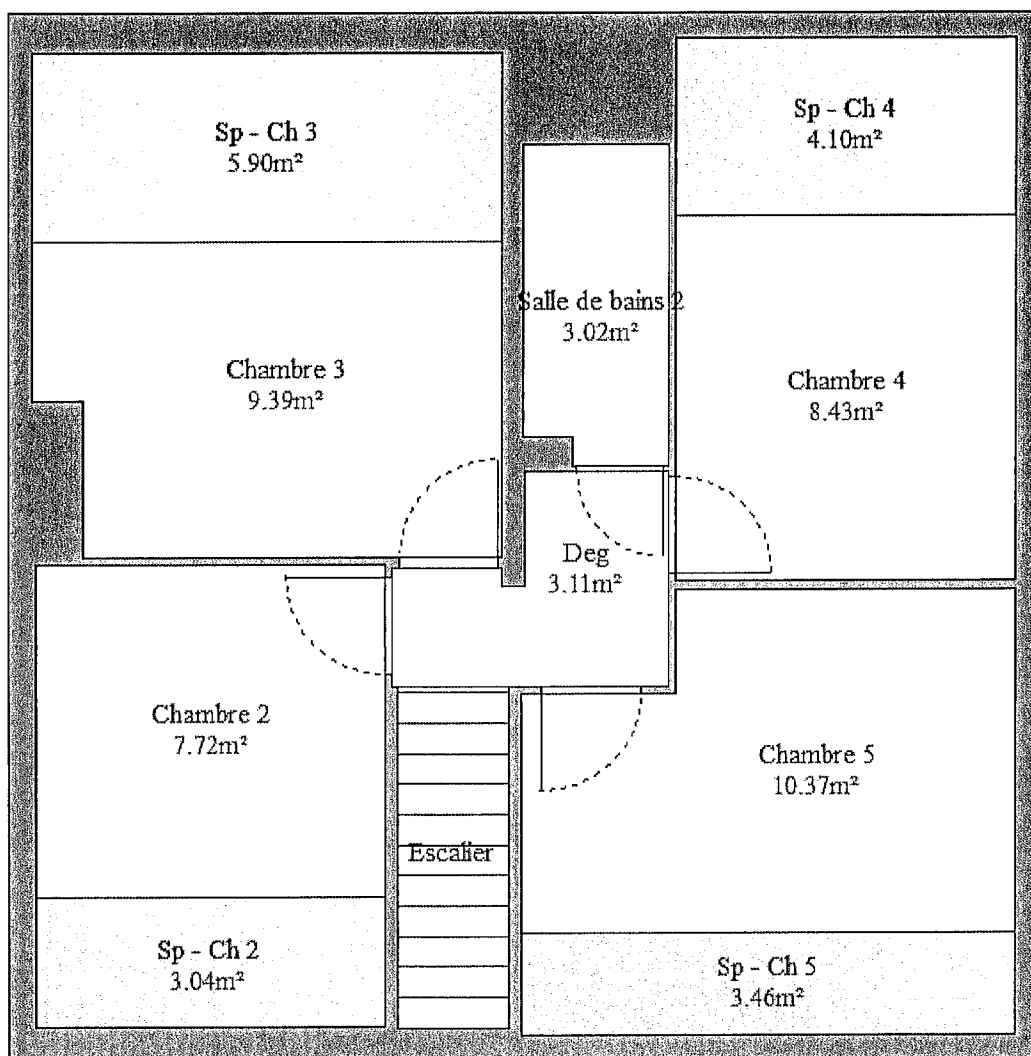 Sp - Ch 3
5.90m²
Sp - Ch 4
4.10m²
Salle de bains 2
3.02m²
Chambre 3
9.39m²
Chambre 4
8.43m²
Deg
3.11m²
Chambre 2
7.72m²
Chambre 5
10.37m²
Escalier
Sp - Ch 2
3.04m²
Sp - Ch 5
3.46m²